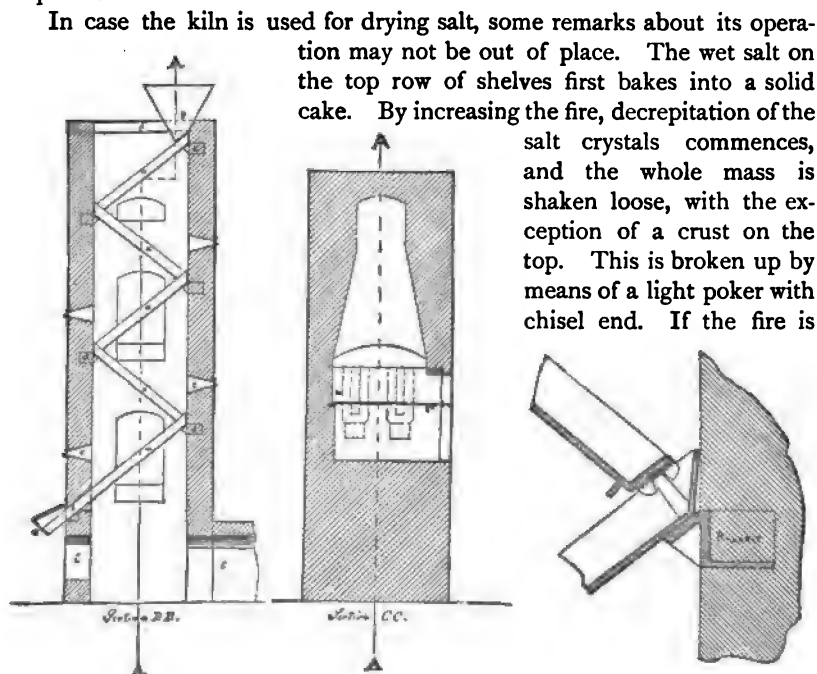 In case the kiln is used for drying salt, some remarks about its opera-
tion may not be out of place. The wet salt on
the top row of shelves first bakes into a solid
cake. By increasing the fire, decrepitation of the
salt crystals commences,
and the whole mass is
shaken loose, with the ex-
ception of a crust on the
top. This is broken up by
means of a light poker with
chisel end. If the fire is
Section B.B.
Section C.C.